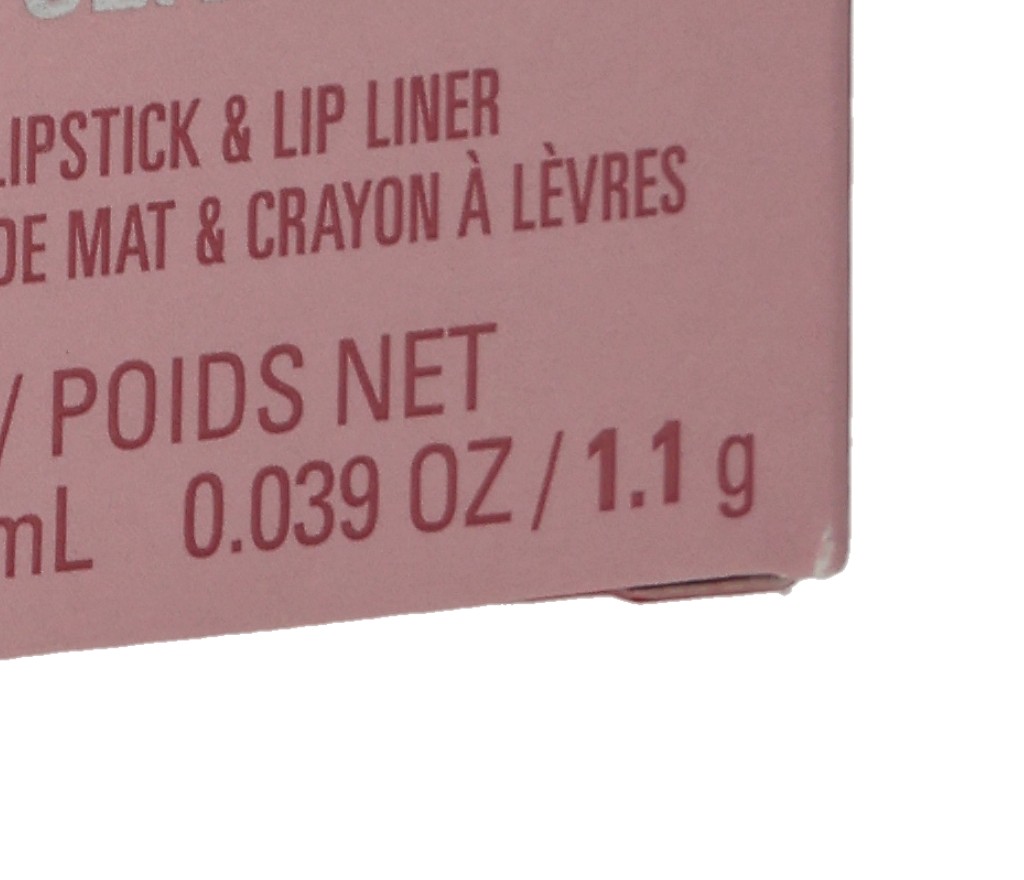 LIPSTICK & LIP LINER
DE MAT & CRAYON À LÈVRES
/ POIDS NET
mL 0.039 OZ / 1.1 g